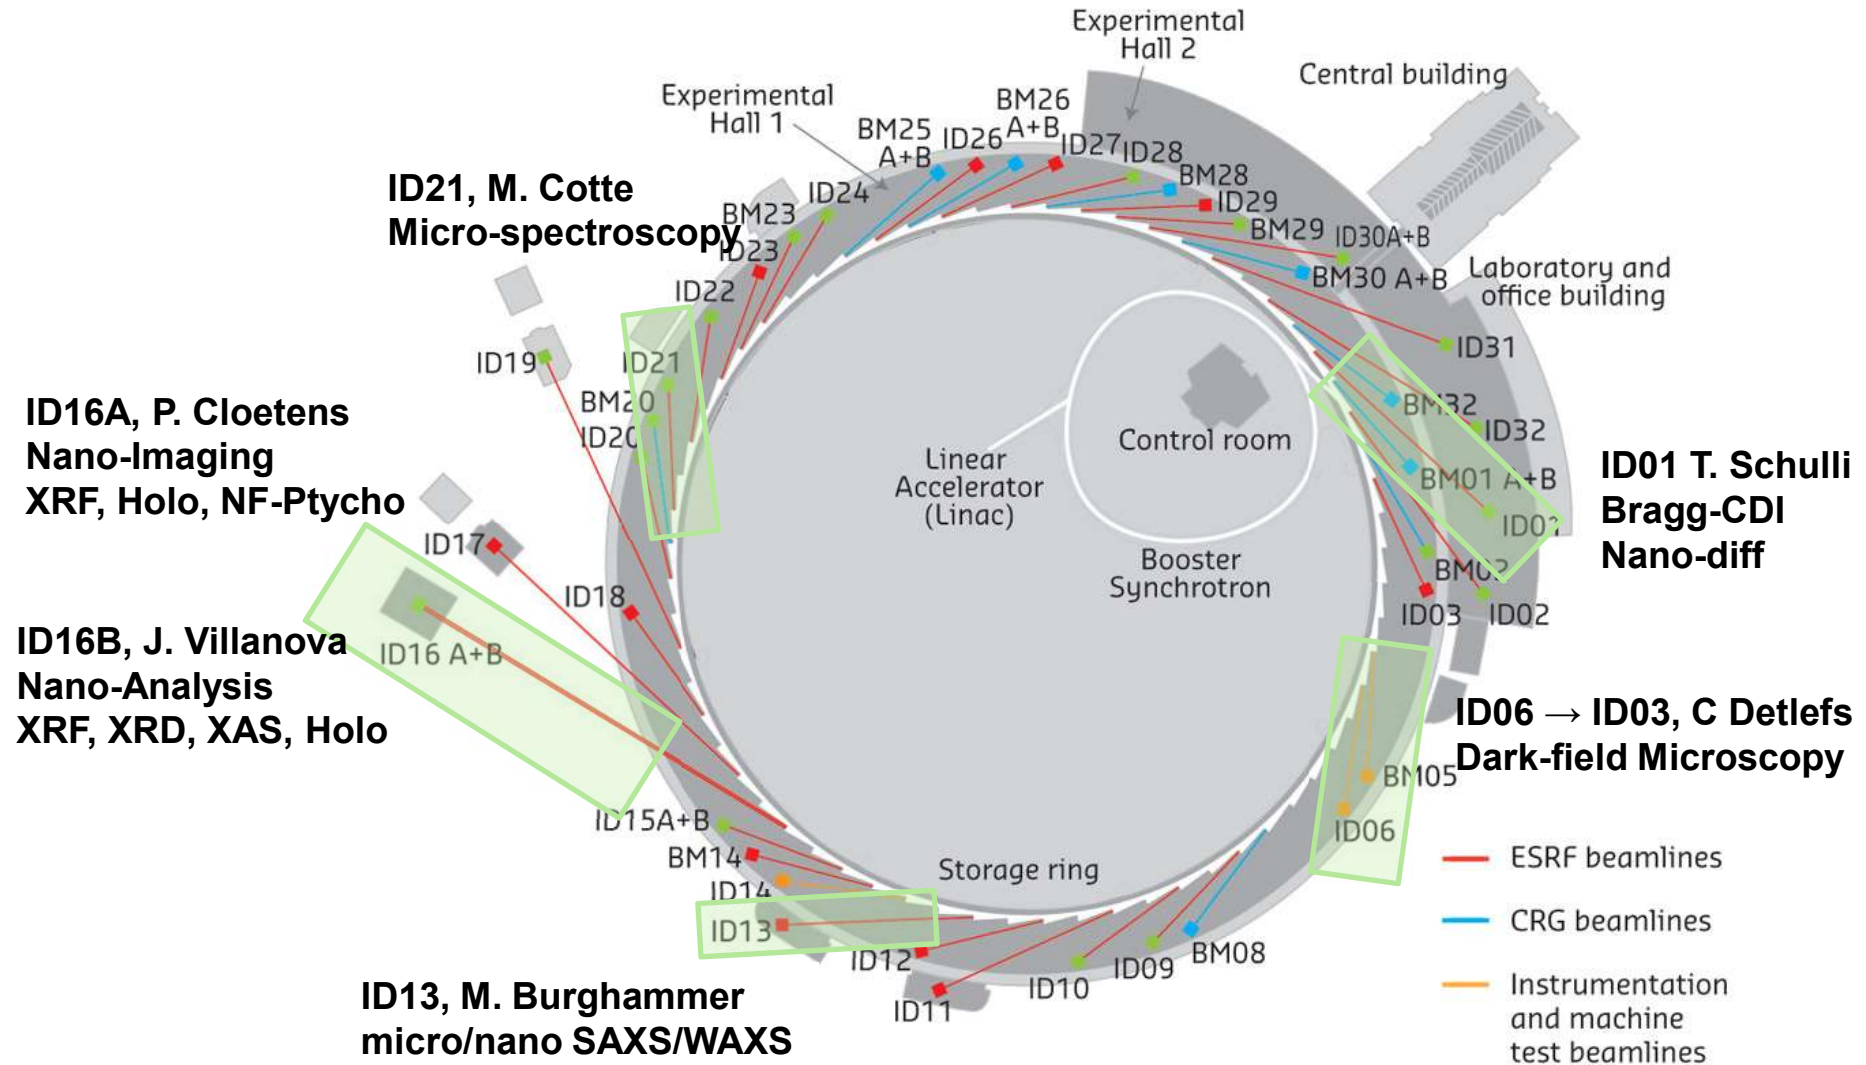 Experimental
Hall 2
Central building
Experimental
Hall 1
BM26
A+B
BM25
A+B
ID26
ID27
ID28
BM28
ID29
BM29
ID30A+B
BM30 A+B
Laboratory and
office building
ID21, M. Cotte
Micro-spectroscopy
ID24
BM23
ID23
ID22
ID21
ID19
BM20
ID20
ID31
BM32
ID32
BM01 A+B
ID01
BM02
ID03
ID02
ID16A, P. Cloetens
Nano-Imaging
XRF, Holo, NF-Ptycho
Linear
Accelerator
(Linac)
Control room
Booster
Synchrotron
ID01 T. Schulli
Bragg-CDI
Nano-diff
ID17
ID18
ID16 A+B
ID16B, J. Villanova
Nano-Analysis
XRF, XRD, XAS, Holo
ID06 → ID03, C Detlefs
Dark-field Microscopy
BM05
ID06
ID15A+B
BM14
ID14
ID13
ID12
ID11
ID10
ID09
BM08
Storage ring
ID13, M. Burghammer
micro/nano SAXS/WAXS
ESRF beamlines
CRG beamlines
Instrumentation
and machine
test beamlines